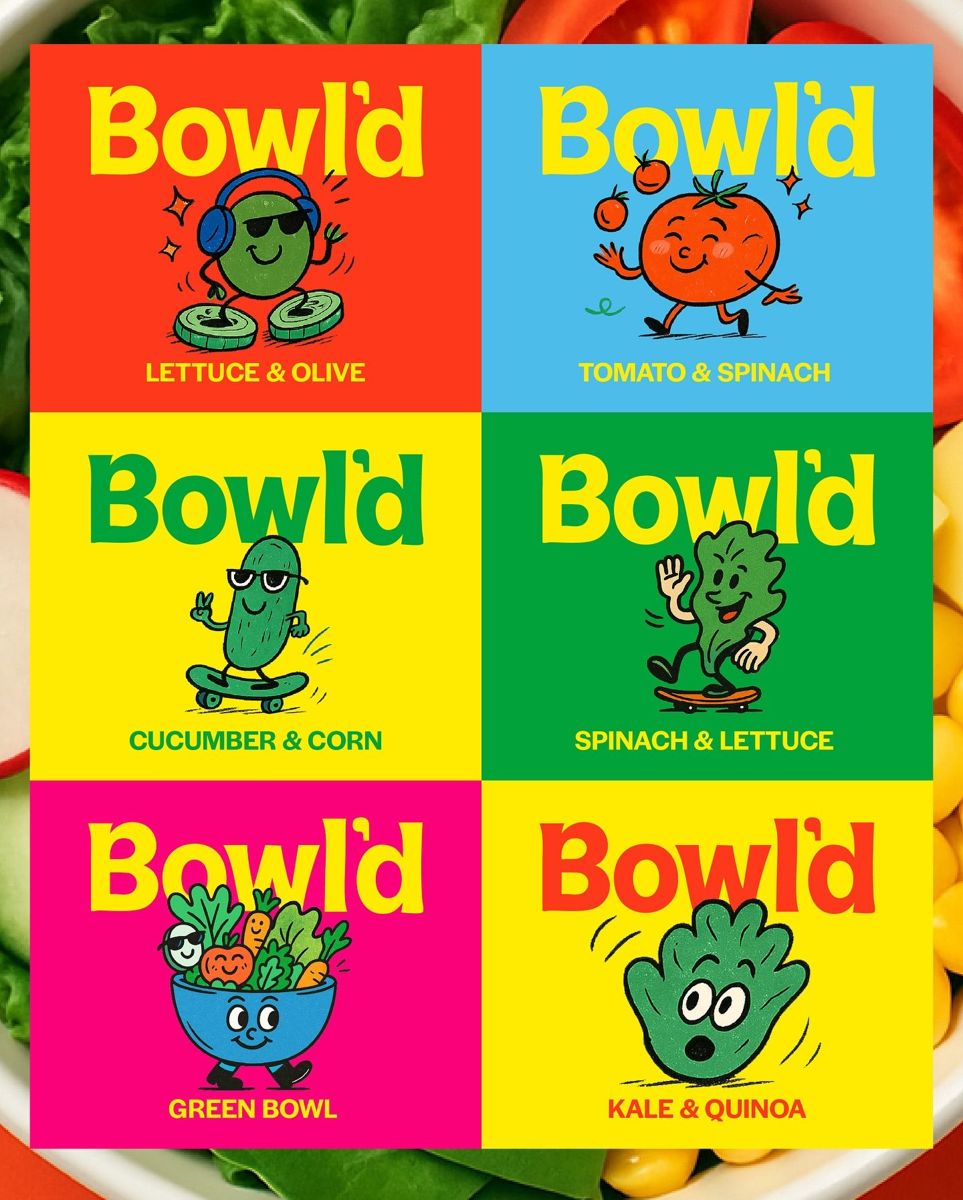 Bowl'd
LETTUCE & OLIVE
Bowl'd
TOMATO & SPINACH
Bowl'd
CUCUMBER & CORN
Bowl'd
SPINACH & LETTUCE
Bowl'd
GREEN BOWL
Bowl'd
KALE & QUINOA